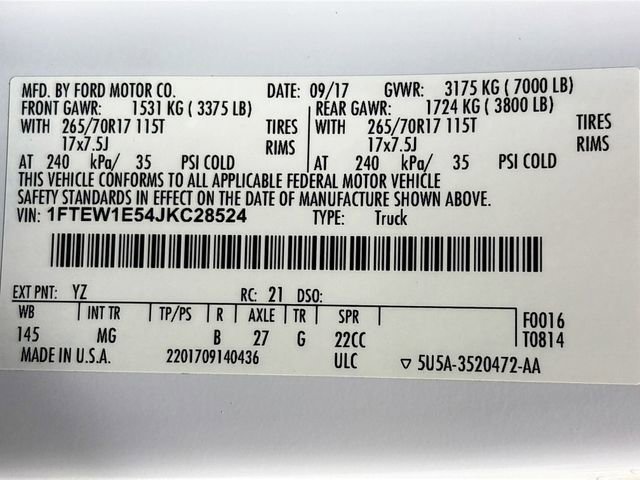 MFD. BY FORD MOTOR CO. DATE: 09/17 GVWR: 3175 KG ( 7000 LB)
FRONT GAWR: 1531 KG ( 3375 LB) REAR GAWR: 1724 KG ( 3800 LB)
WITH 265/70R17 115T TIRES WITH 265/70R17 115T TIRES
17x7.5J RIMS 17x7.5J RIMS
AT 240 kPa/ 35 PSI COLD AT 240 kPa/ 35 PSI COLD
THIS VEHICLE CONFORMS TO ALL APPLICABLE FEDERAL MOTOR VEHICLE
SAFETY STANDARDS IN EFFECT ON THE DATE OF MANUFACTURE SHOWN ABOVE.
VIN: 1FTEW1E54JKC28524 TYPE: Truck
EXT PNT: YZ RC: 21 DSO:
WB INT TR TP/PS R AXLE TR SPR F0016
145 MG B 27 G 22CC T0814
MADE IN U.S.A. 2201709140436 ULC ▽ 5U5A-3520472-AA